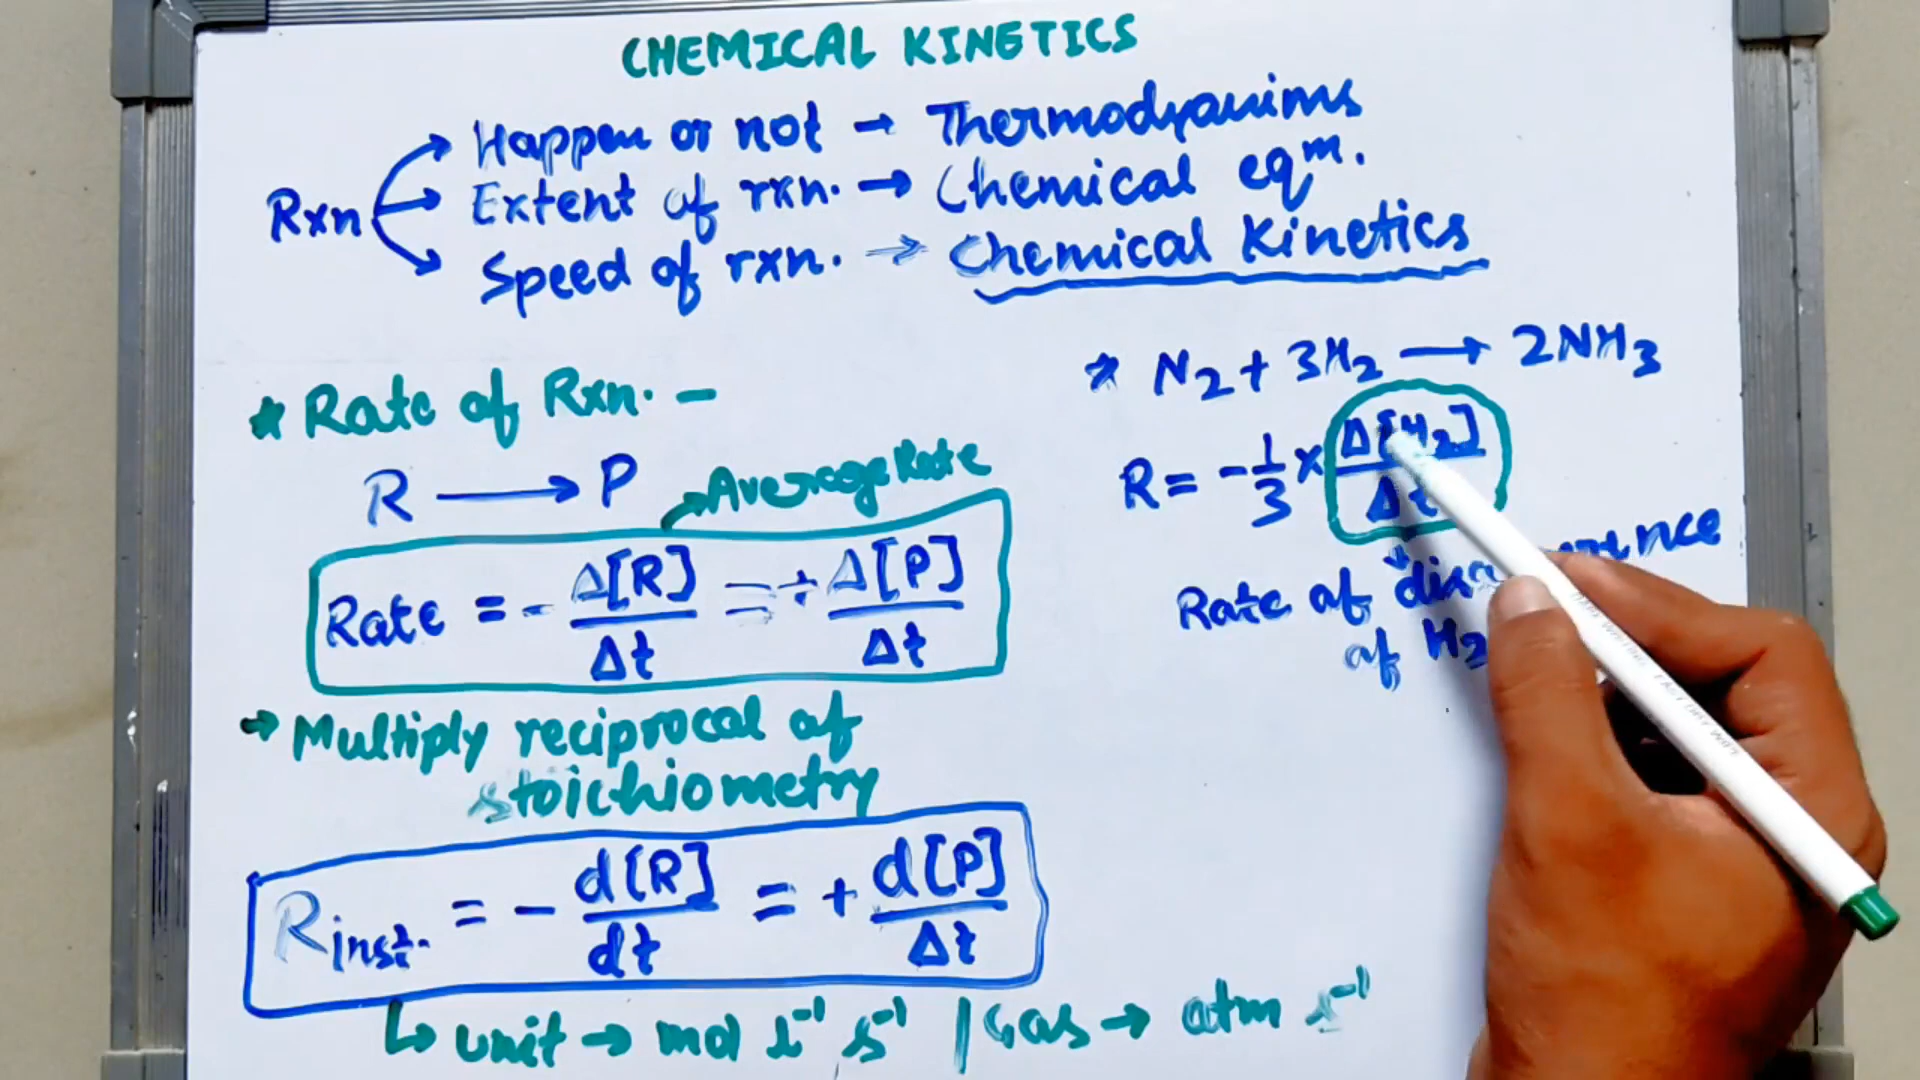 CHEMICAL KINETICS
Rxn
Happen or not → Thermodyanims
Extent of rxn. → Chemical eqm.
Speed of rxn. → Chemical Kinetics
* Rate of Rxn. -
R → P
Average Rate
Rate = - Δ[R]/Δt = + Δ[P]/Δt
→ Multiply reciprocal of
stoichiometry
R inst. = - d[R]/dt = + d[P]/Δt
↳ unit → mol L⁻¹ s⁻¹ / Gas → atm s⁻¹
* N₂ + 3H₂ → 2NH₃
R = - 1/3 × Δ[H₂]/Δt
Rate of
of H₂